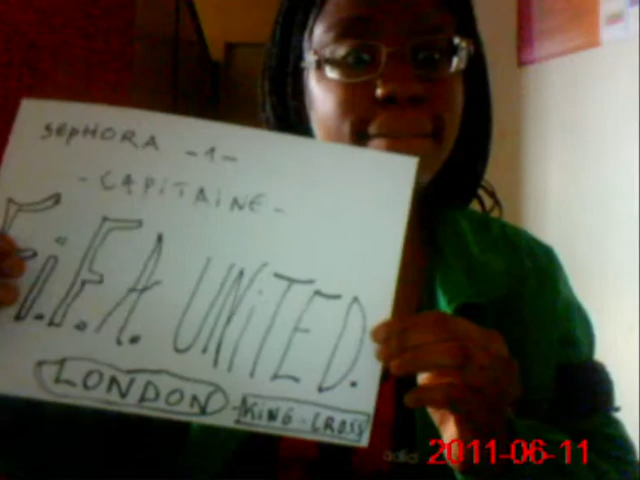 SEPHORA -1-
- CAPITAINE -
F.i.F.A. UNiTED.
LONDON - KiNG - CROSS
2011-06-11